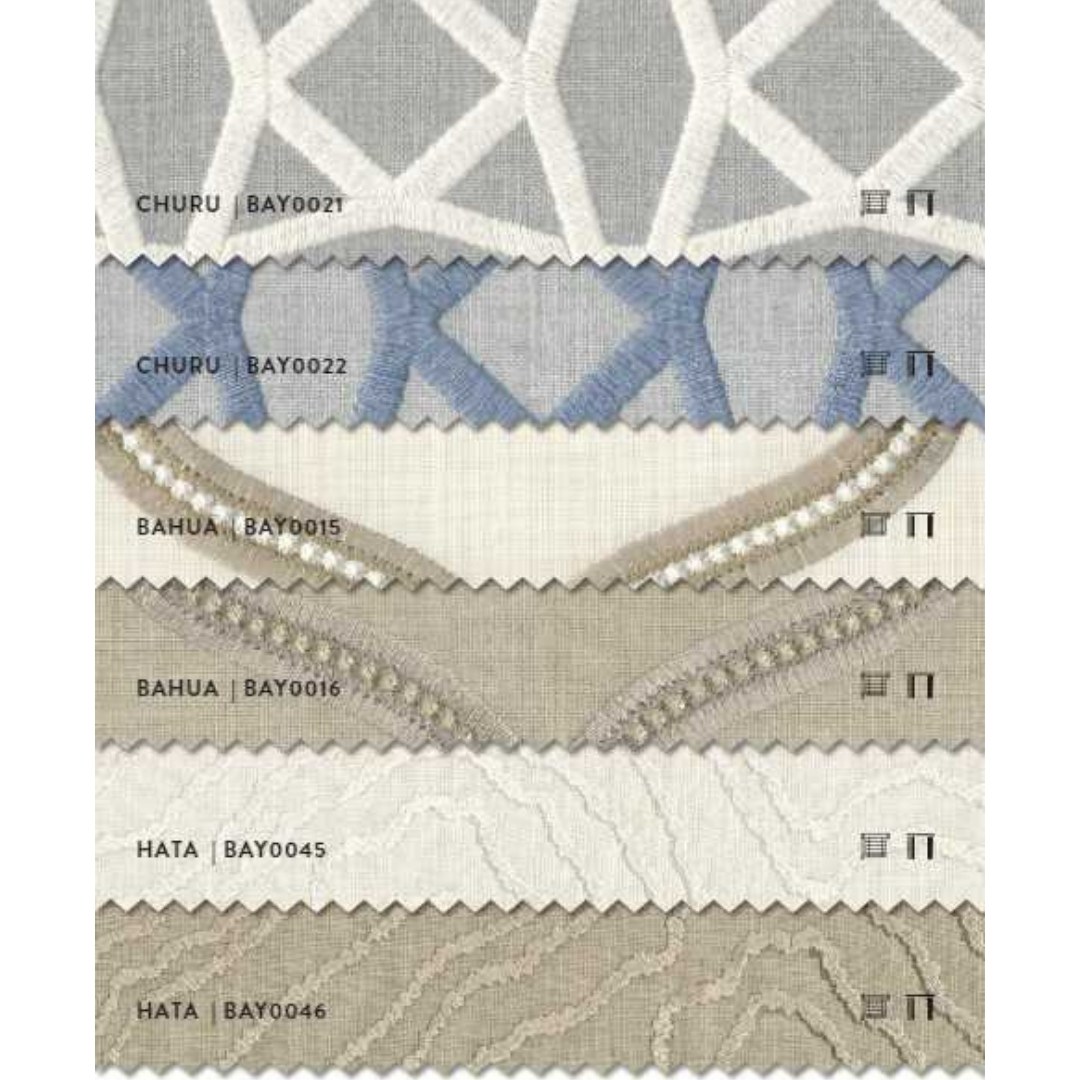 CHURU | BAY0021
CHURU | BAY0022
BAHUA | BAY0015
BAHUA | BAY0016
HATA | BAY0045
HATA | BAY0046